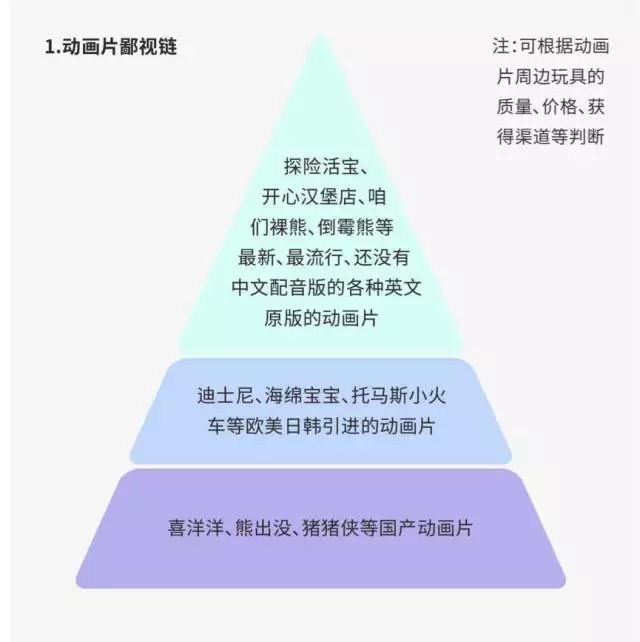 1.动画片鄙视链
注:可根据动画
片周边玩具的
质量、价格、获
得渠道等判断
探险活宝、
开心汉堡店、咱
们裸熊、倒霉熊等
最新、最流行、还没有
中文配音版的各种英文
原版的动画片
迪士尼、海绵宝宝、托马斯小火
车等欧美日韩引进的动画片
喜洋洋、熊出没、猪猪侠等国产动画片